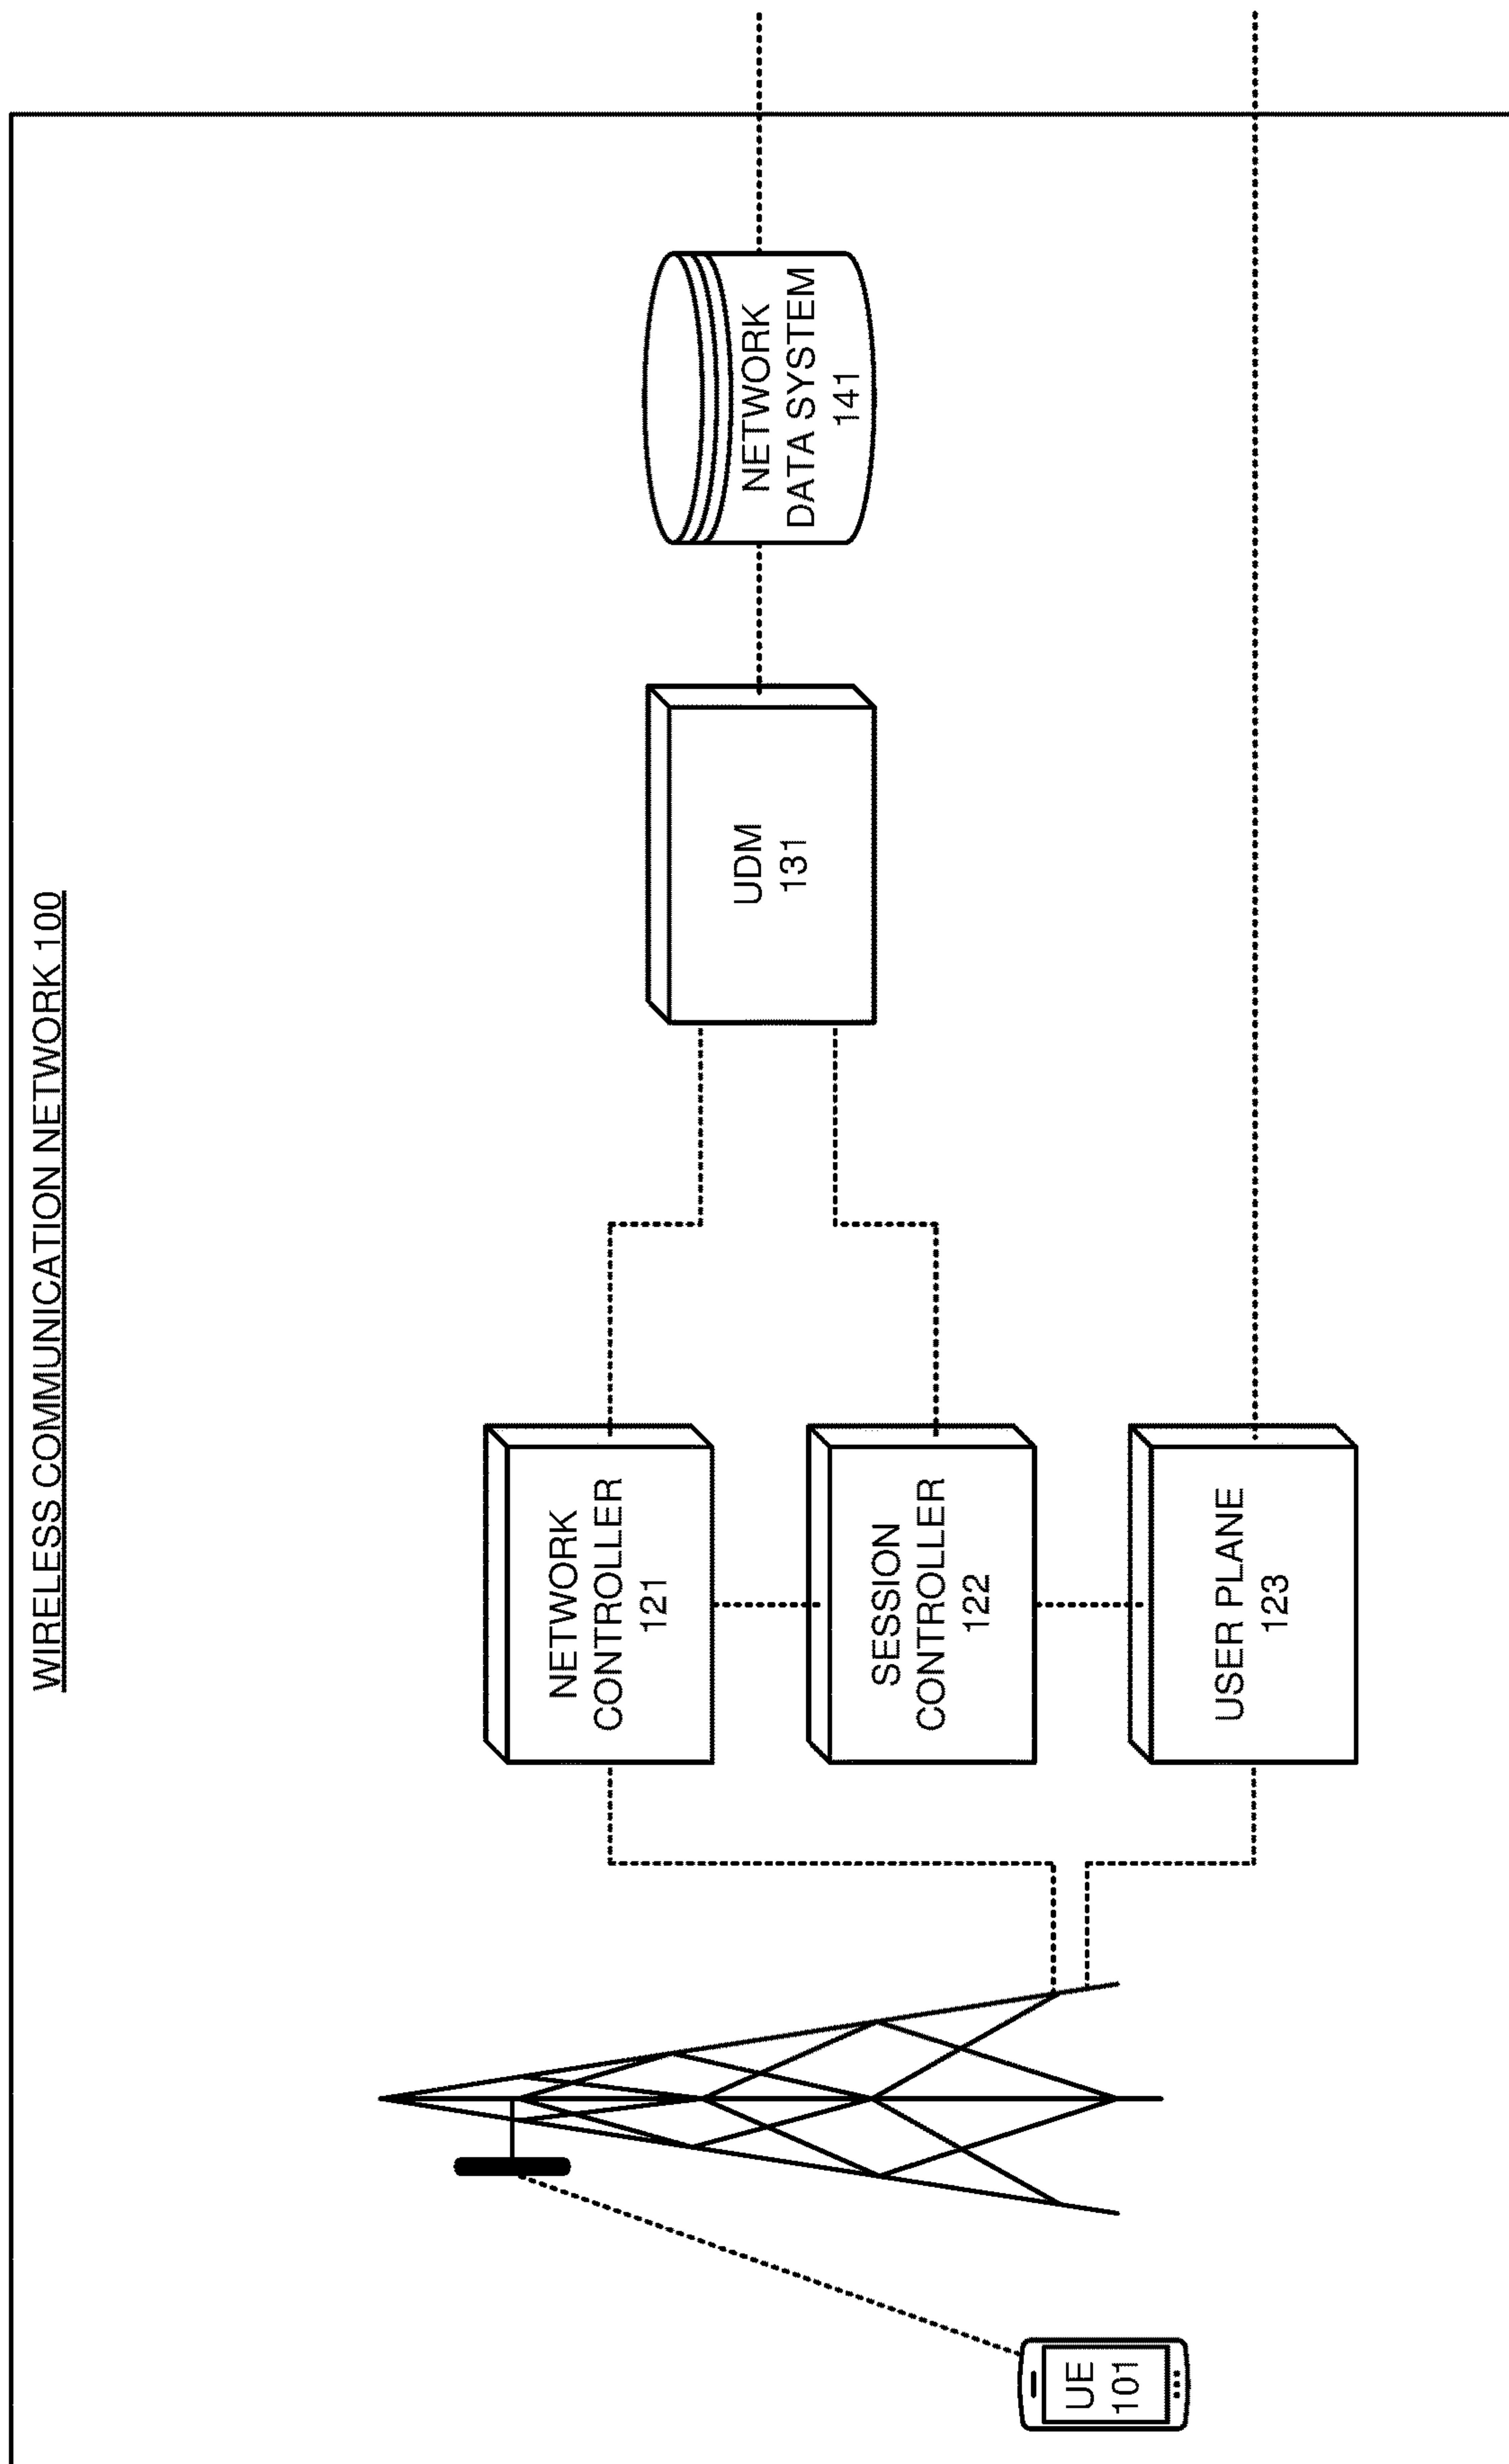 WIRELESS COMMUNICATION NETWORK 100
UE
101
NETWORK
CONTROLLER
121
SESSION
CONTROLLER
122
USER PLANE
123
UDM
131
NETWORK
DATA SYSTEM
141